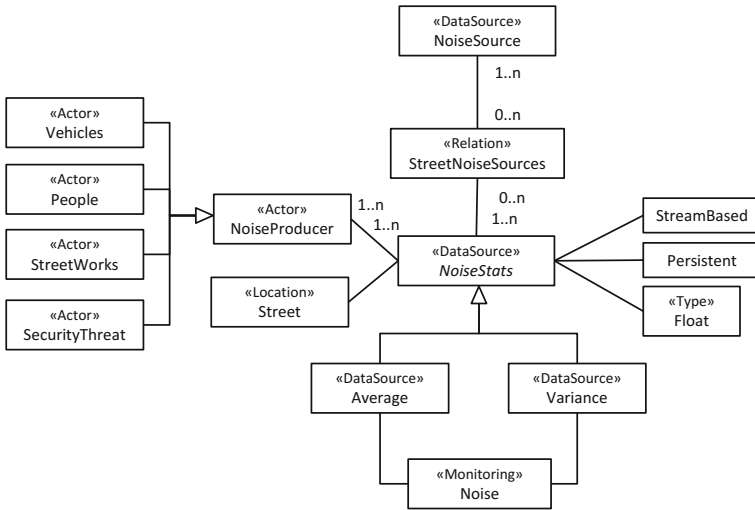 «DataSource»
NoiseSource
1..n
0..n
«Relation»
StreetNoiseSources
0..n
1..n
«Actor»
Vehicles
«Actor»
People
«Actor»
StreetWorks
«Actor»
SecurityThreat
«Actor»
NoiseProducer
1..n
1..n
«Location»
Street
«DataSource»
NoiseStats
StreamBased
Persistent
«Type»
Float
«DataSource»
Average
«DataSource»
Variance
«Monitoring»
Noise